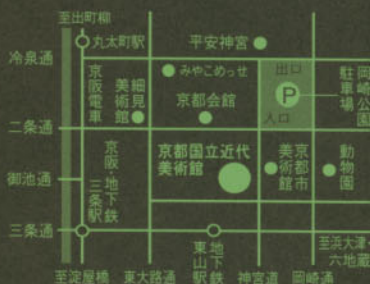 至出町柳
丸太町駅
平安神宮
冷泉通
みやこめっせ
出口
P
岡崎公園
駐車場
京阪電車
細見
美術館
京都会館
入口
二条通
京阪・地下鉄
三条駅
京都国立近代
美術館
京都市
美術館
動物園
御池通
三条通
地下鉄
東山駅
至浜大津・
六地蔵
至淀屋橋
東大路通
神宮道
岡崎通